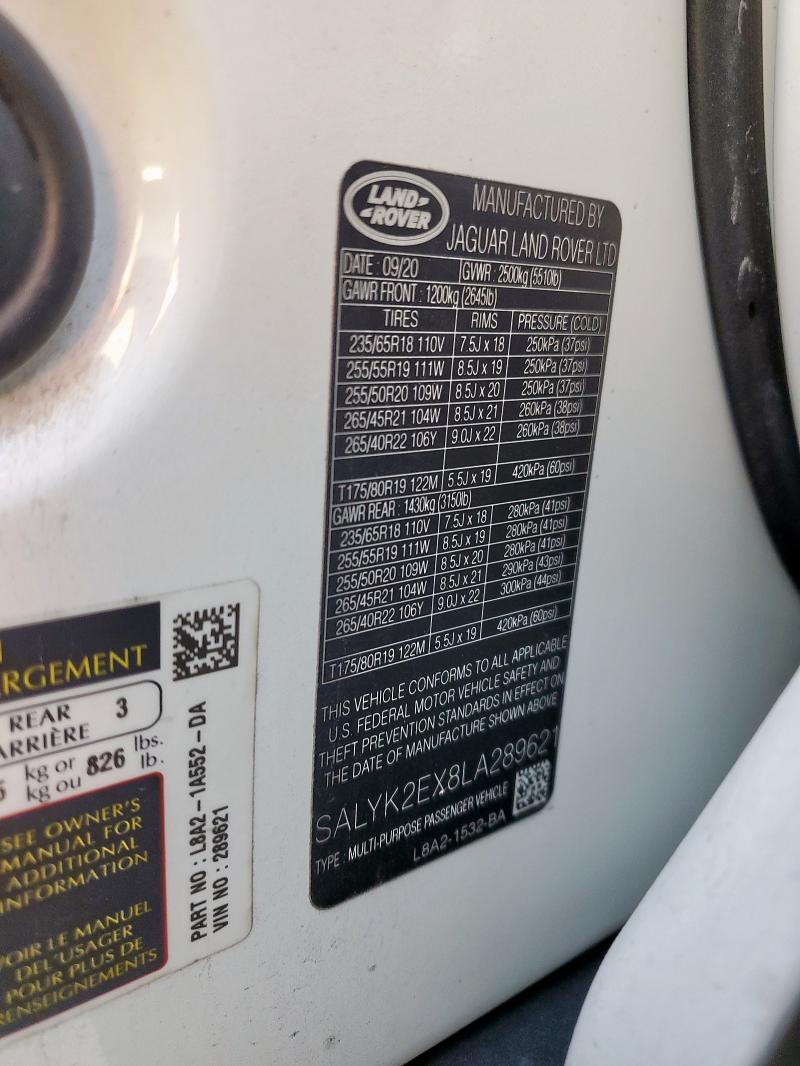 LAND-
-ROVER
MANUFACTURED BY
JAGUAR LAND ROVER LTD
DATE : 09/20 GVWR : 2500kg (5510lb)
GAWR FRONT : 1200kg (2645lb)
TIRES RIMS PRESSURE (COLD)
235/65R18 110V 7.5J x 18 250kPa (37psi)
255/55R19 111W 8.5J x 19 250kPa (37psi)
255/50R20 109W 8.5J x 20 250kPa (37psi)
265/45R21 104W 8.5J x 21 260kPa (38psi)
265/40R22 106Y 9.0J x 22 260kPa (38psi)
T175/80R19 122M 5.5J x 19 420kPa (60psi)
GAWR REAR : 1430kg (3150lb)
235/65R18 110V 7.5J x 18 280kPa (41psi)
255/55R19 111W 8.5J x 19 280kPa (41psi)
255/50R20 109W 8.5J x 20 280kPa (41psi)
265/45R21 104W 8.5J x 21 290kPa (43psi)
265/40R22 106Y 9.0J x 22 300kPa (44psi)
T175/80R19 122M 5.5J x 19 420kPa (60psi)
THIS VEHICLE CONFORMS TO ALL APPLICABLE
U.S. FEDERAL MOTOR VEHICLE SAFETY AND
THEFT PREVENTION STANDARDS IN EFFECT ON
THE DATE OF MANUFACTURE SHOWN ABOVE
SALYK2EX8LA289621
TYPE : MULTI-PURPOSE PASSENGER VEHICLE
L8A2-1532-BA
RGEMENT
REAR 3
ARRIÈRE
kg or 826 lbs.
kg ou lb.
SEE OWNER'S
MANUAL FOR
ADDITIONAL
INFORMATION
VOIR LE MANUEL
DEL'USAGER
POUR PLUS DE
RENSEIGNEMENTS
PART NO : L8A2-1A552-DA
VIN NO : 289621